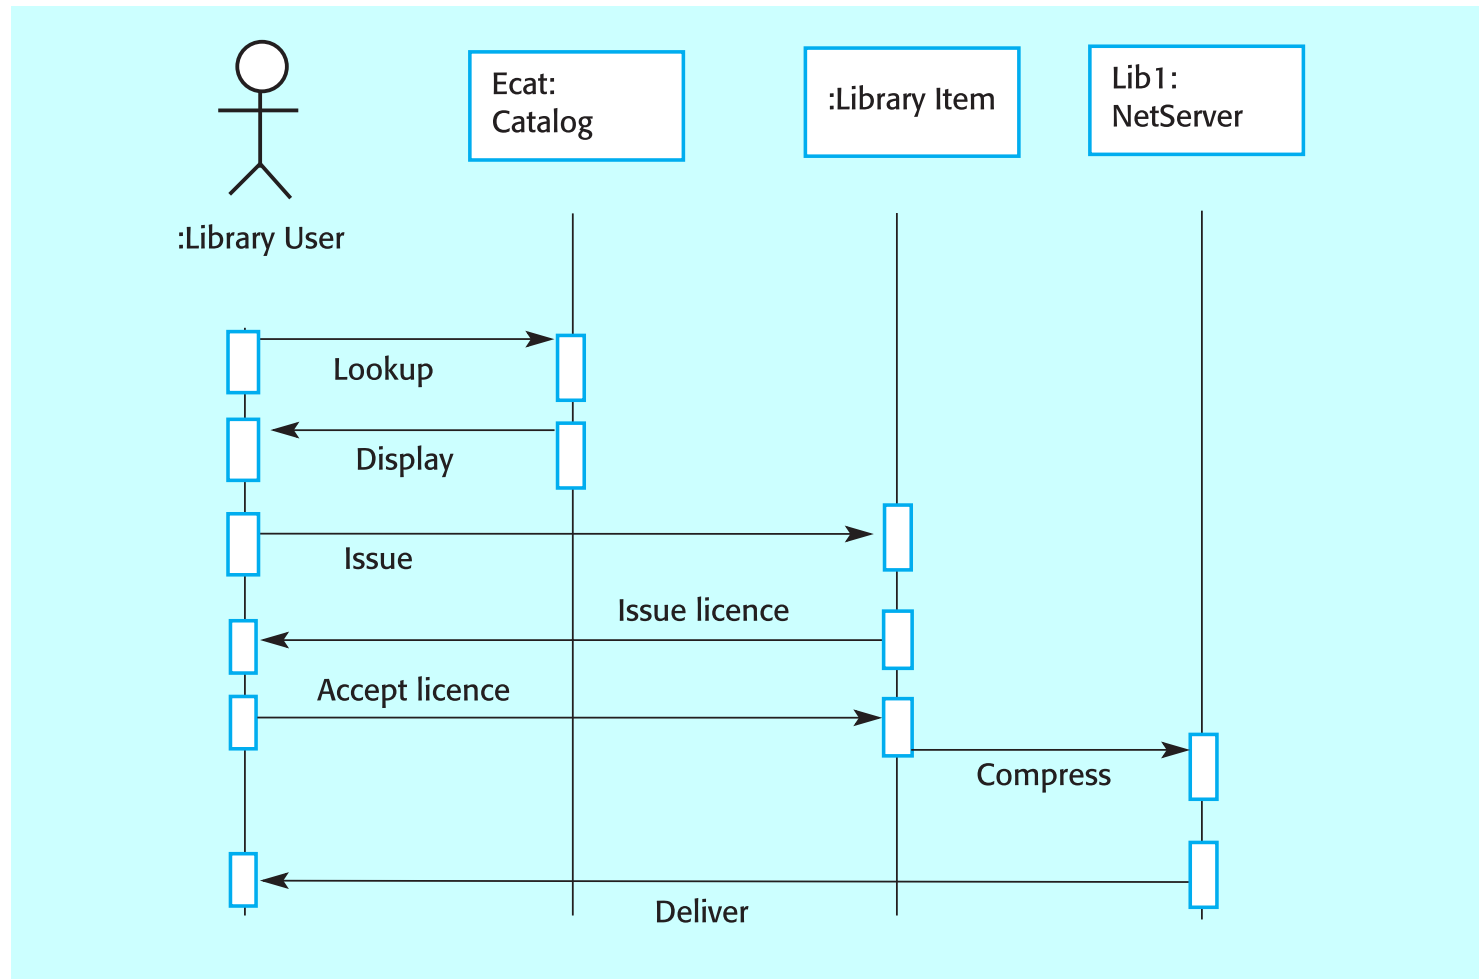 Ecat:
Catalog
:Library Item
Lib1:
NetServer
:Library User
Lookup
Display
Issue
Issue licence
Accept licence
Compress
Deliver